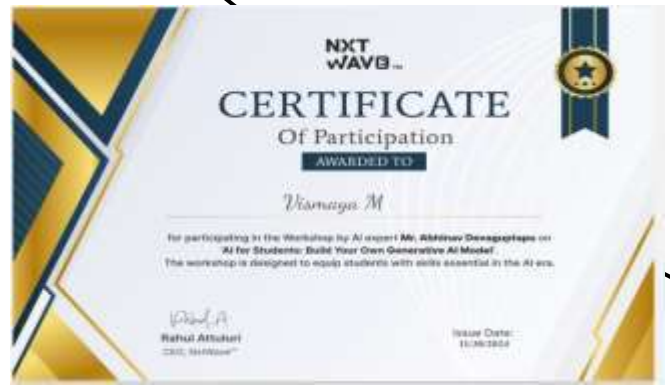 NXT
WAVE
CERTIFICATE
Of Participation
AWARDED TO
Vismaya M
For participating in the Workshop by AI expert Mr. Abhinav Devaguptapu on
'AI for Students: Build Your Own Generative AI Model'.
The workshop is designed to equip students with skills essential in the AI era.
Rahul Attuluri
CEO, NxtWave™
Issue Date: